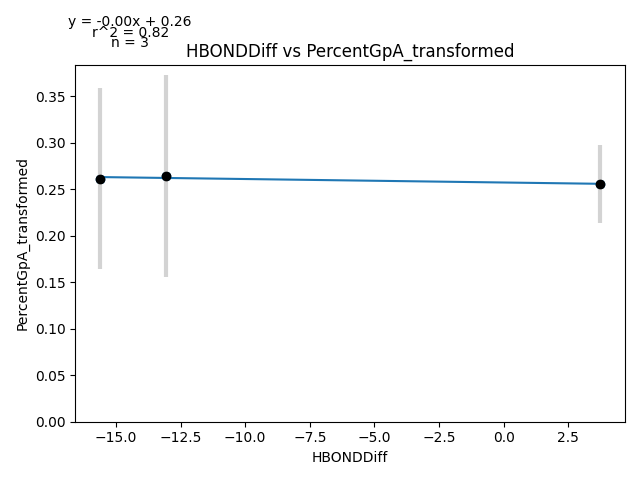 y = -0.00x + 0.26
r^2 = 0.82
n = 3
HBONDDiff vs PercentGpA_transformed
PercentGpA_transformed
0.35
0.30
0.25
0.20
0.15
0.10
0.05
0.00
−15.0 −12.5 −10.0 −7.5 −5.0 −2.5 0.0 2.5
HBONDDiff